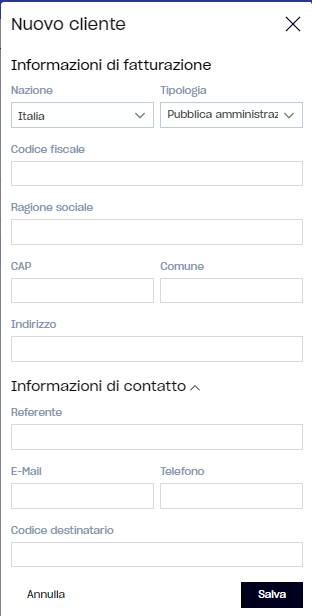 Nuovo cliente
Informazioni di fatturazione
Nazione Tipologia
Italia Pubblica amministraz
Codice fiscale
Ragione sociale
CAP Comune
Indirizzo
Informazioni di contatto
Referente
E-Mail Telefono
Codice destinatario
Annulla Salva